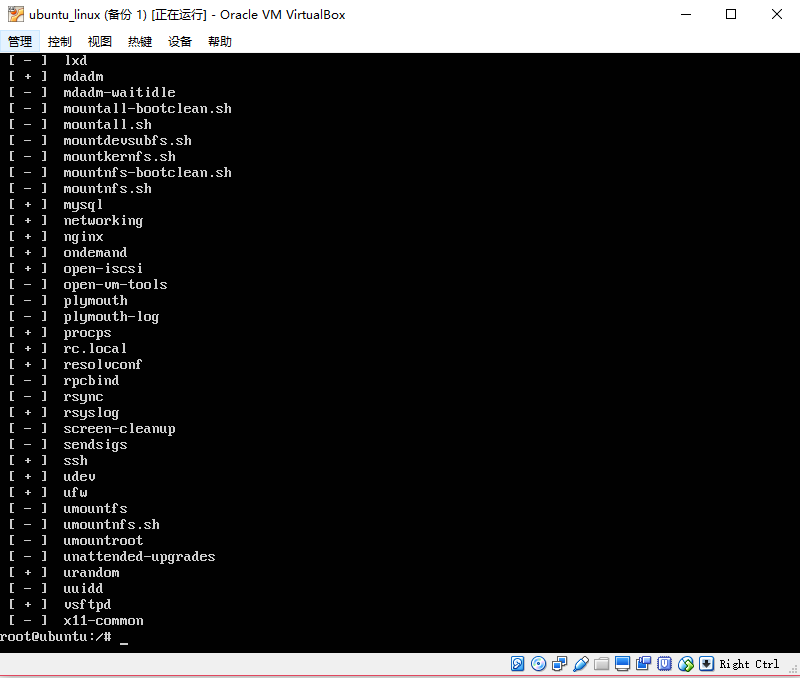 ubuntu_linux (备份 1) [正在运行] - Oracle VM VirtualBox
管理 控制 视图 热键 设备 帮助
[ - ]  lxd
[ + ]  mdadm
[ - ]  mdadm-waitidle
[ - ]  mountall-bootclean.sh
[ - ]  mountall.sh
[ - ]  mountdevsubfs.sh
[ - ]  mountkernfs.sh
[ - ]  mountnfs-bootclean.sh
[ - ]  mountnfs.sh
[ + ]  mysql
[ + ]  networking
[ + ]  nginx
[ + ]  ondemand
[ + ]  open-iscsi
[ - ]  open-vm-tools
[ - ]  plymouth
[ - ]  plymouth-log
[ + ]  procps
[ + ]  rc.local
[ + ]  resolvconf
[ - ]  rpcbind
[ - ]  rsync
[ + ]  rsyslog
[ - ]  screen-cleanup
[ - ]  sendsigs
[ + ]  ssh
[ + ]  udev
[ + ]  ufw
[ - ]  umountfs
[ - ]  umountnfs.sh
[ - ]  umountroot
[ - ]  unattended-upgrades
[ + ]  urandom
[ - ]  uuidd
[ + ]  vsftpd
[ - ]  x11-common
root@ubuntu:/# _
Right Ctrl